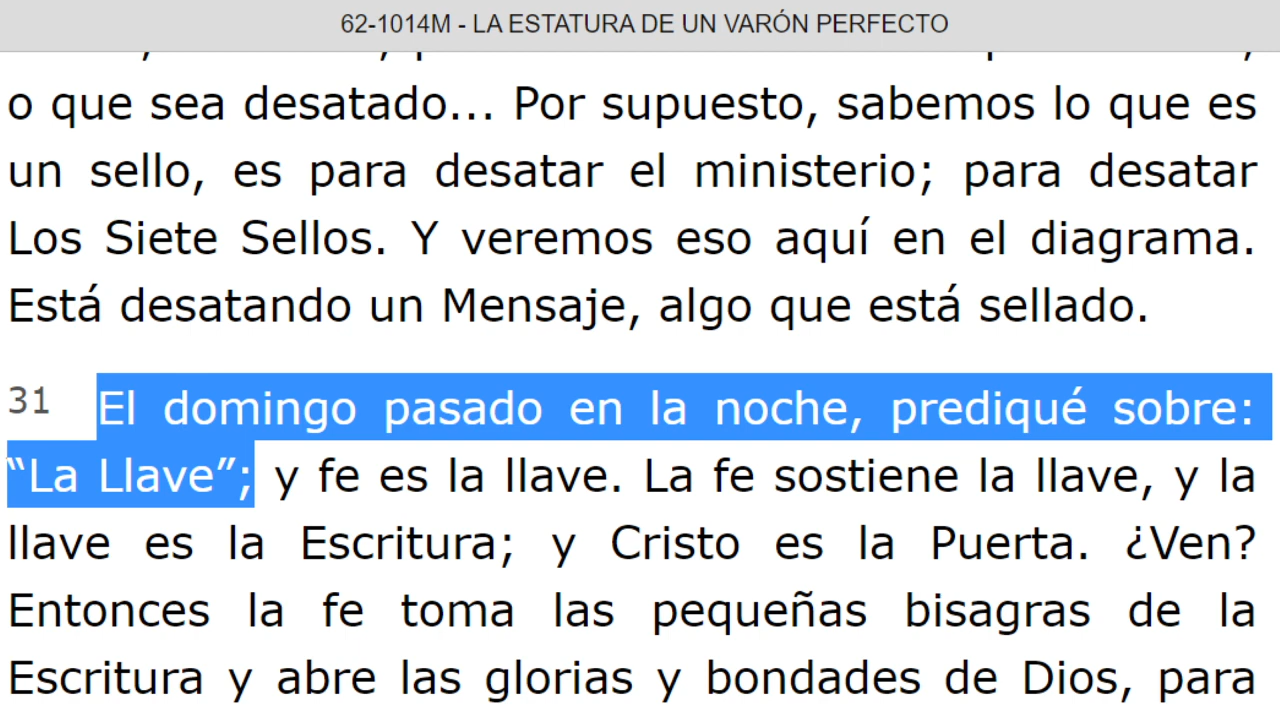 62-1014M - LA ESTATURA DE UN VARÓN PERFECTO
o que sea desatado... Por supuesto, sabemos lo que es
un sello, es para desatar el ministerio; para desatar
Los Siete Sellos. Y veremos eso aquí en el diagrama.
Está desatando un Mensaje, algo que está sellado.
31 El domingo pasado en la noche, prediqué sobre:
“La Llave”; y fe es la llave. La fe sostiene la llave, y la
llave es la Escritura; y Cristo es la Puerta. ¿Ven?
Entonces la fe toma las pequeñas bisagras de la
Escritura y abre las glorias y bondades de Dios, para